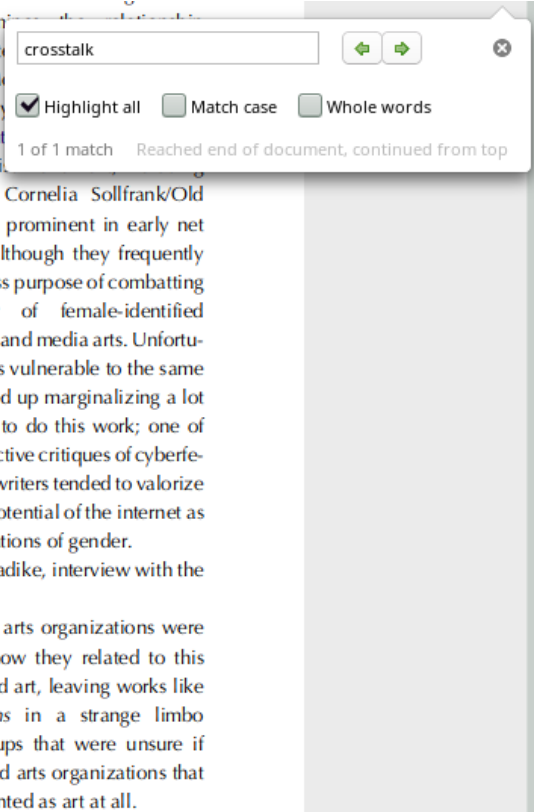 the relationship
crosstalk
Highlight all
Match case
Whole words
1 of 1 match
Reached end of document, continued from top
Cornelia Sollfrank/Old
prominent in early net
lthough they frequently
ss purpose of combatting
of female-identified
and media arts. Unfortu-
s vulnerable to the same
d up marginalizing a lot
to do this work; one of
ctive critiques of cyberfe-
writers tended to valorize
otential of the internet as
tions of gender.
adike, interview with the
arts organizations were
ow they related to this
d art, leaving works like
ns in a strange limbo
ups that were unsure if
d arts organizations that
nted as art at all.